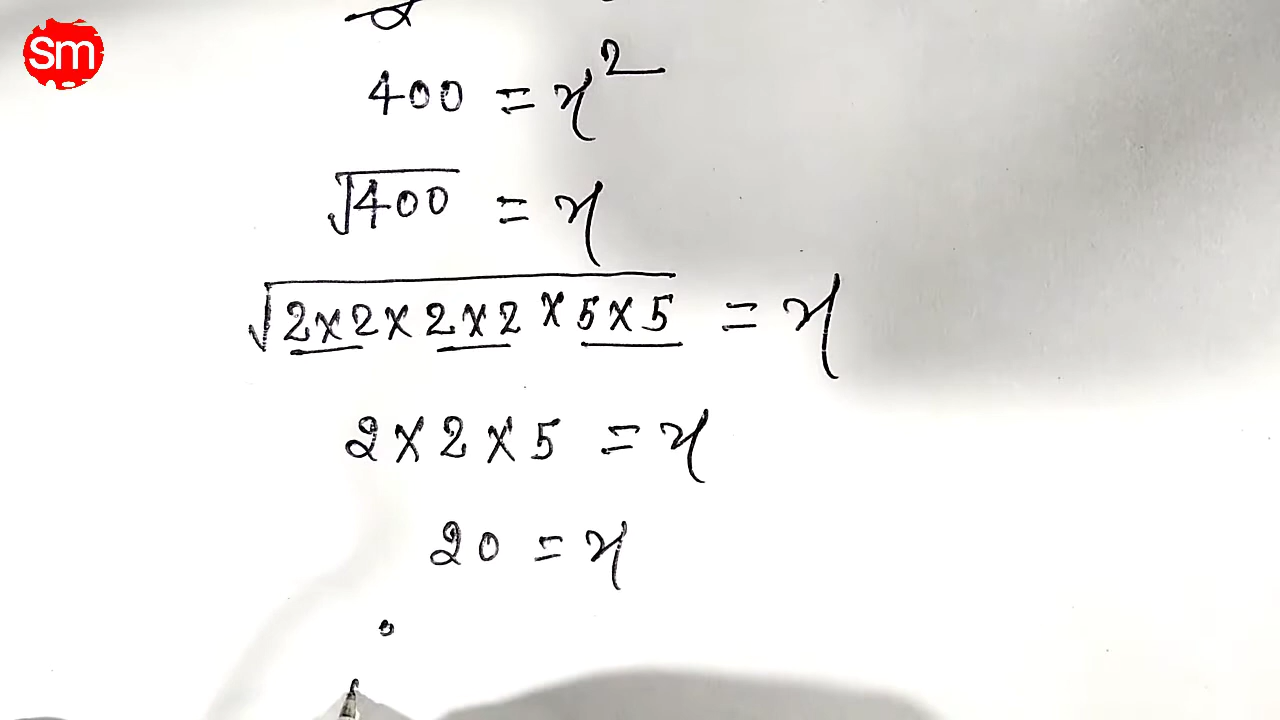 Sm
400 = x²
√400 = x
√2×2×2×2×5×5 = x
2×2×5 = x
20 = x